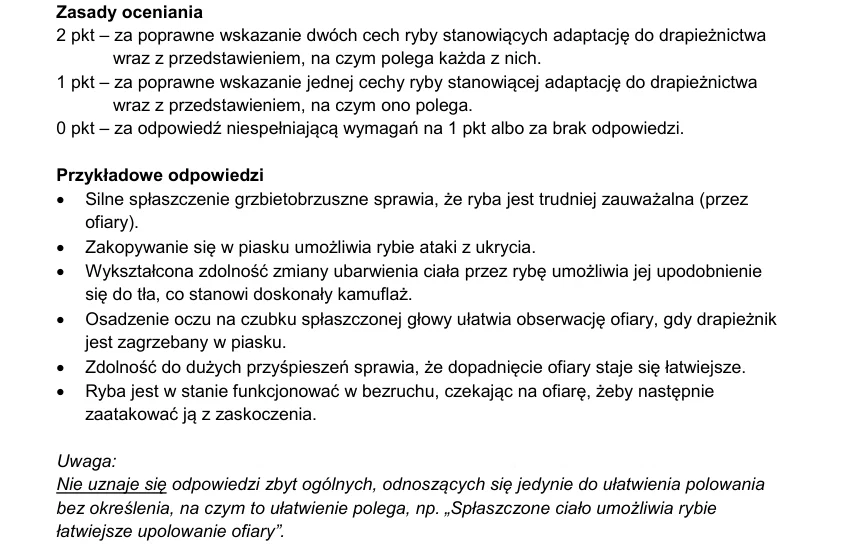 Zasady oceniania
2 pkt – za poprawne wskazanie dwóch cech ryby stanowiących adaptację do drapieżnictwa
wraz z przedstawieniem, na czym polega każda z nich.
1 pkt – za poprawne wskazanie jednej cechy ryby stanowiącej adaptację do drapieżnictwa
wraz z przedstawieniem, na czym ono polega.
0 pkt – za odpowiedź niespełniającą wymagań na 1 pkt albo za brak odpowiedzi.
Przykładowe odpowiedzi
• Silne spłaszczenie grzbietobrzuszne sprawia, że ryba jest trudniej zauważalna (przez
ofiary).
• Zakopywanie się w piasku umożliwia rybie ataki z ukrycia.
• Wykształcona zdolność zmiany ubarwienia ciała przez rybę umożliwia jej upodobnienie
się do tła, co stanowi doskonały kamuflaż.
• Osadzenie oczu na czubku spłaszczonej głowy ułatwia obserwację ofiary, gdy drapieżnik
jest zagrzebany w piasku.
• Zdolność do dużych przyśpieszeń sprawia, że dopadnięcie ofiary staje się łatwiejsze.
• Ryba jest w stanie funkcjonować w bezruchu, czekając na ofiarę, żeby następnie
zaatakować ją z zaskoczenia.
Uwaga:
Nie uznaje się odpowiedzi zbyt ogólnych, odnoszących się jedynie do ułatwienia polowania
bez określenia, na czym to ułatwienie polega, np. „Spłaszczone ciało umożliwia rybie
łatwiejsze upolowanie ofiary”.